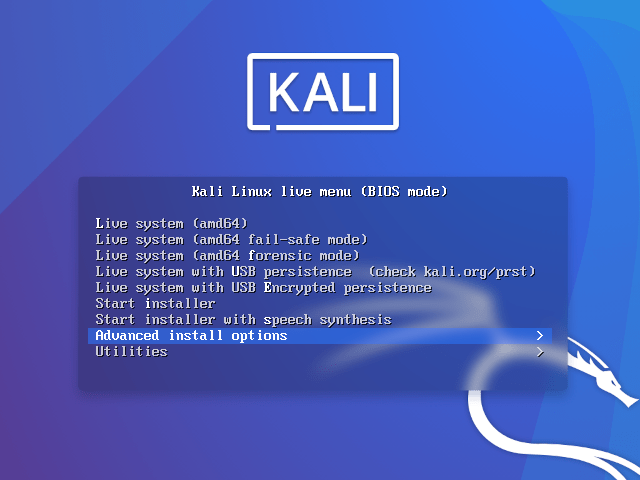 KALI
Kali Linux live menu (BIOS mode)
Live system (amd64)
Live system (amd64 fail-safe mode)
Live system (amd64 forensic mode)
Live system with USB persistence  (check kali.org/prst)
Live system with USB Encrypted persistence
Start installer
Start installer with speech synthesis
Advanced install options >
Utilities >